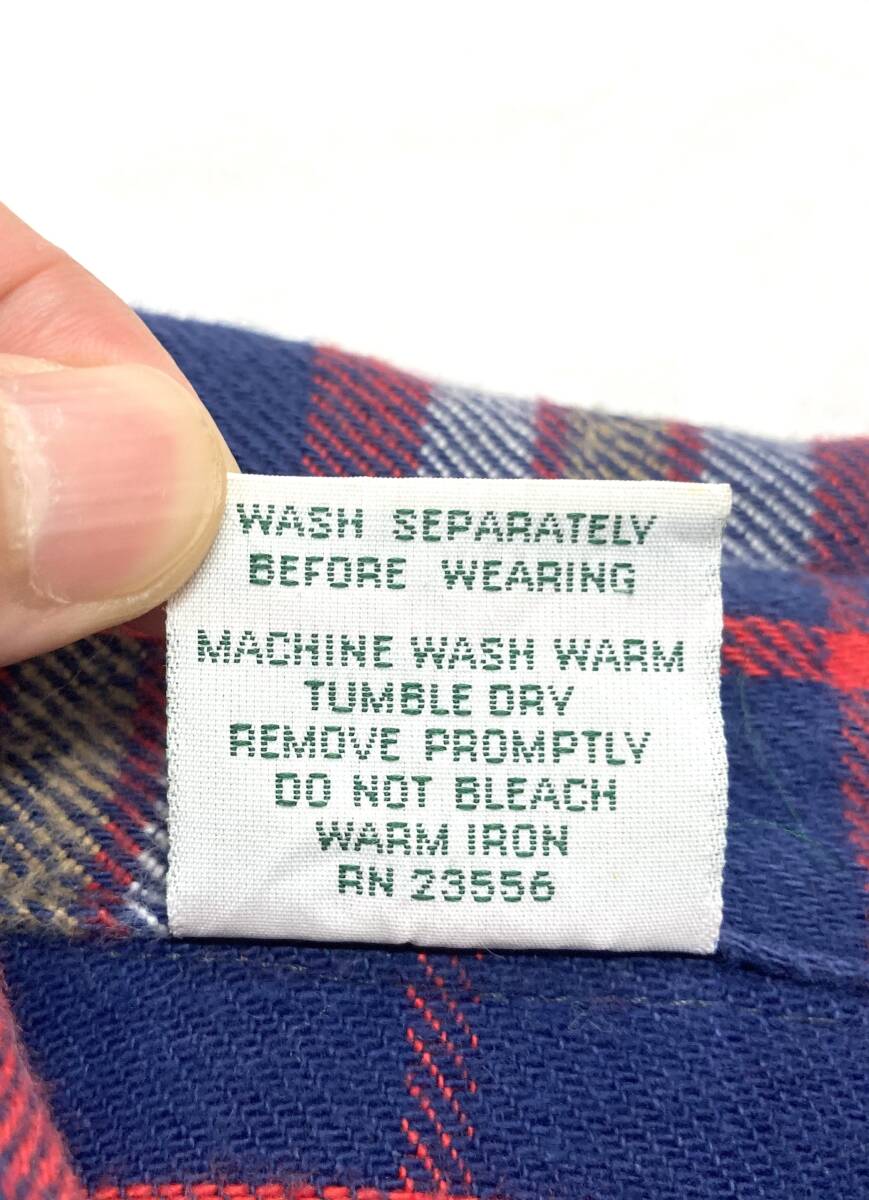 WASH SEPARATELY
BEFORE WEARING
MACHINE WASH WARM
TUMBLE DRY
REMOVE PROMPTLY
DO NOT BLEACH
WARM IRON
RN 23556